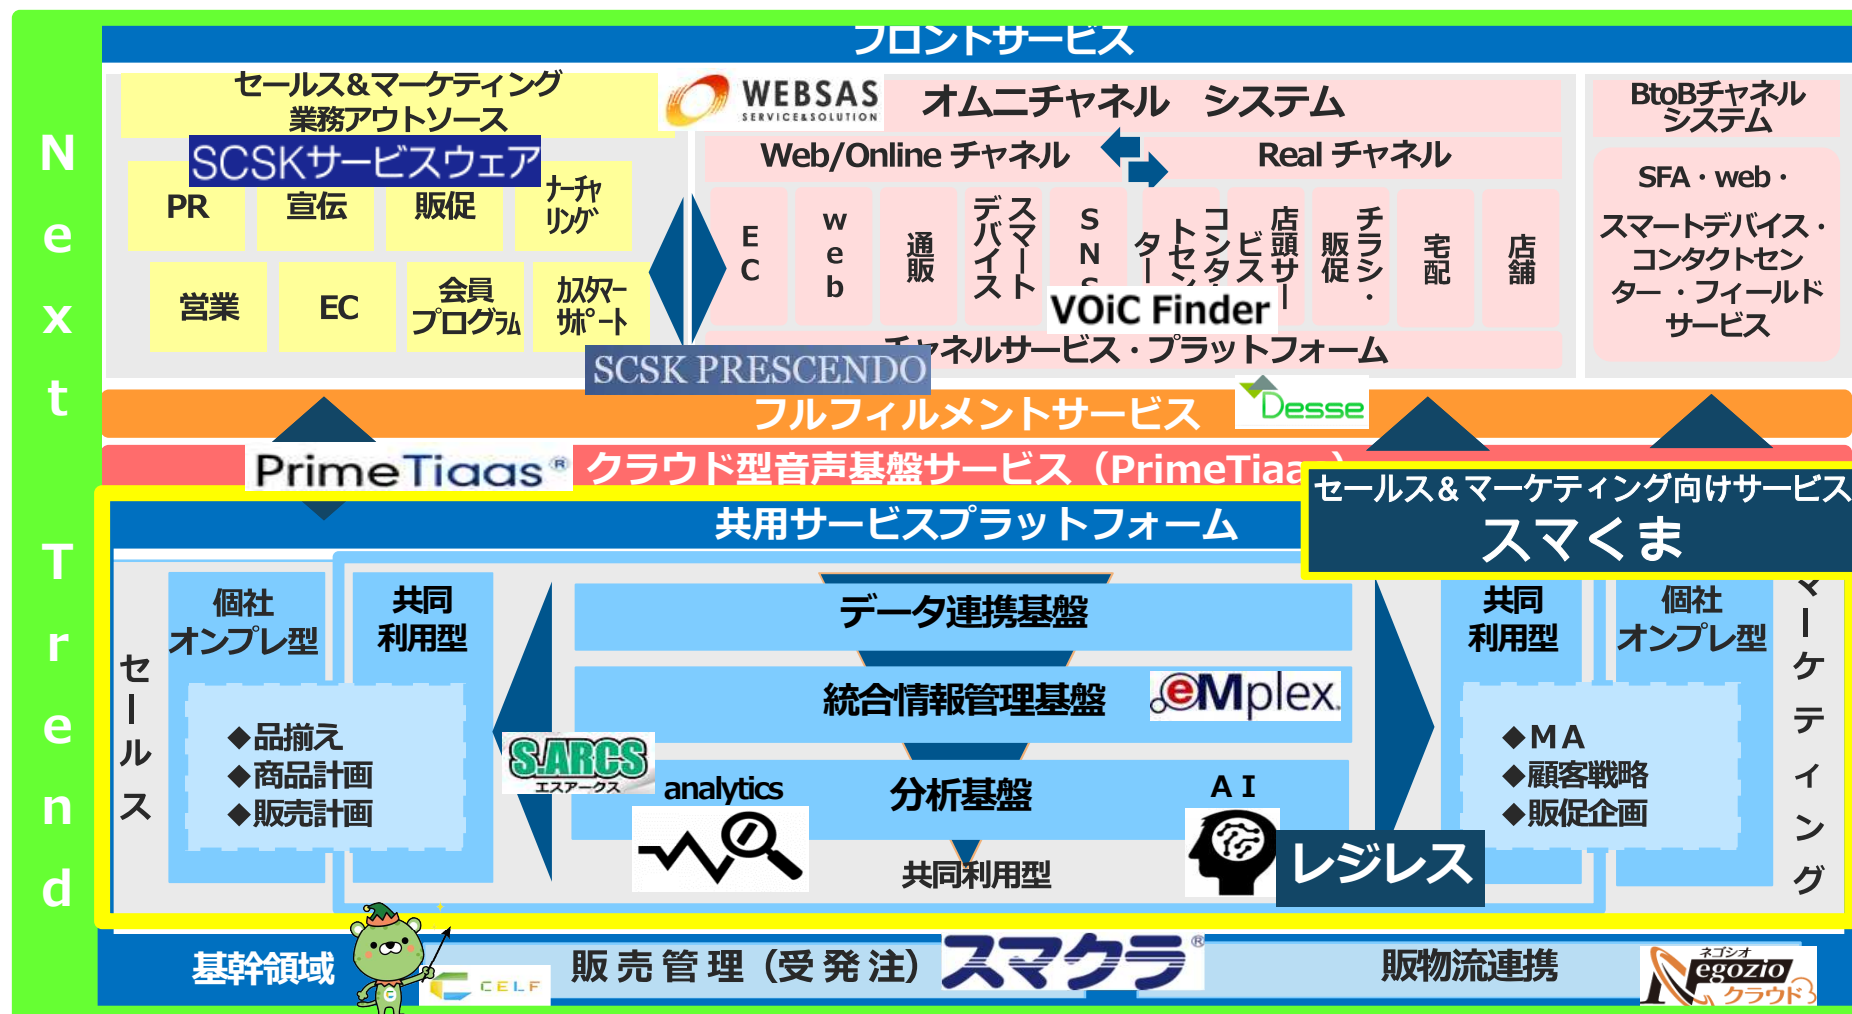 Next Trend
フロントサービス
セールス＆マーケティング
業務アウトソース
SCSKサービスウェア
PR
宣伝
販促
ナーチャ
リング
営業
EC
会員
プログラム
カスタマー
サポート
WEBSAS
SERVICE&SOLUTION
オムニチャネル　システム
Web/Online チャネル
Real チャネル
EC
web
通販
スマート
デバイス
SNS
コンタク
トセン
ター
店頭サー
ビス
チラシ・
販促
宅配
店舗
VOiC Finder
チャネルサービス・プラットフォーム
SCSK PRESCENDO
BtoBチャネル
システム
SFA・web・
スマートデバイス・
コンタクトセン
ター ・フィールド
サービス
フルフィルメントサービス
Desse
PrimeTiaas®
クラウド型音声基盤サービス（PrimeTiaas）
セールス＆マーケティング向けサービス
スマくま
共用サービスプラットフォーム
セールス
個社
オンプレ型
共同
利用型
◆品揃え
◆商品計画
◆販売計画
データ連携基盤
統合情報管理基盤
eMplex.
S.ARCS
エスアークス
analytics
分析基盤
ＡＩ
共同利用型
レジレス
共同
利用型
個社
オンプレ型
◆ＭＡ
◆顧客戦略
◆販促企画
マーケティング
基幹領域
CELF
販売管理（受発注）
スマクラ®
販物流連携
ネゴシオ
Negozio
クラウド